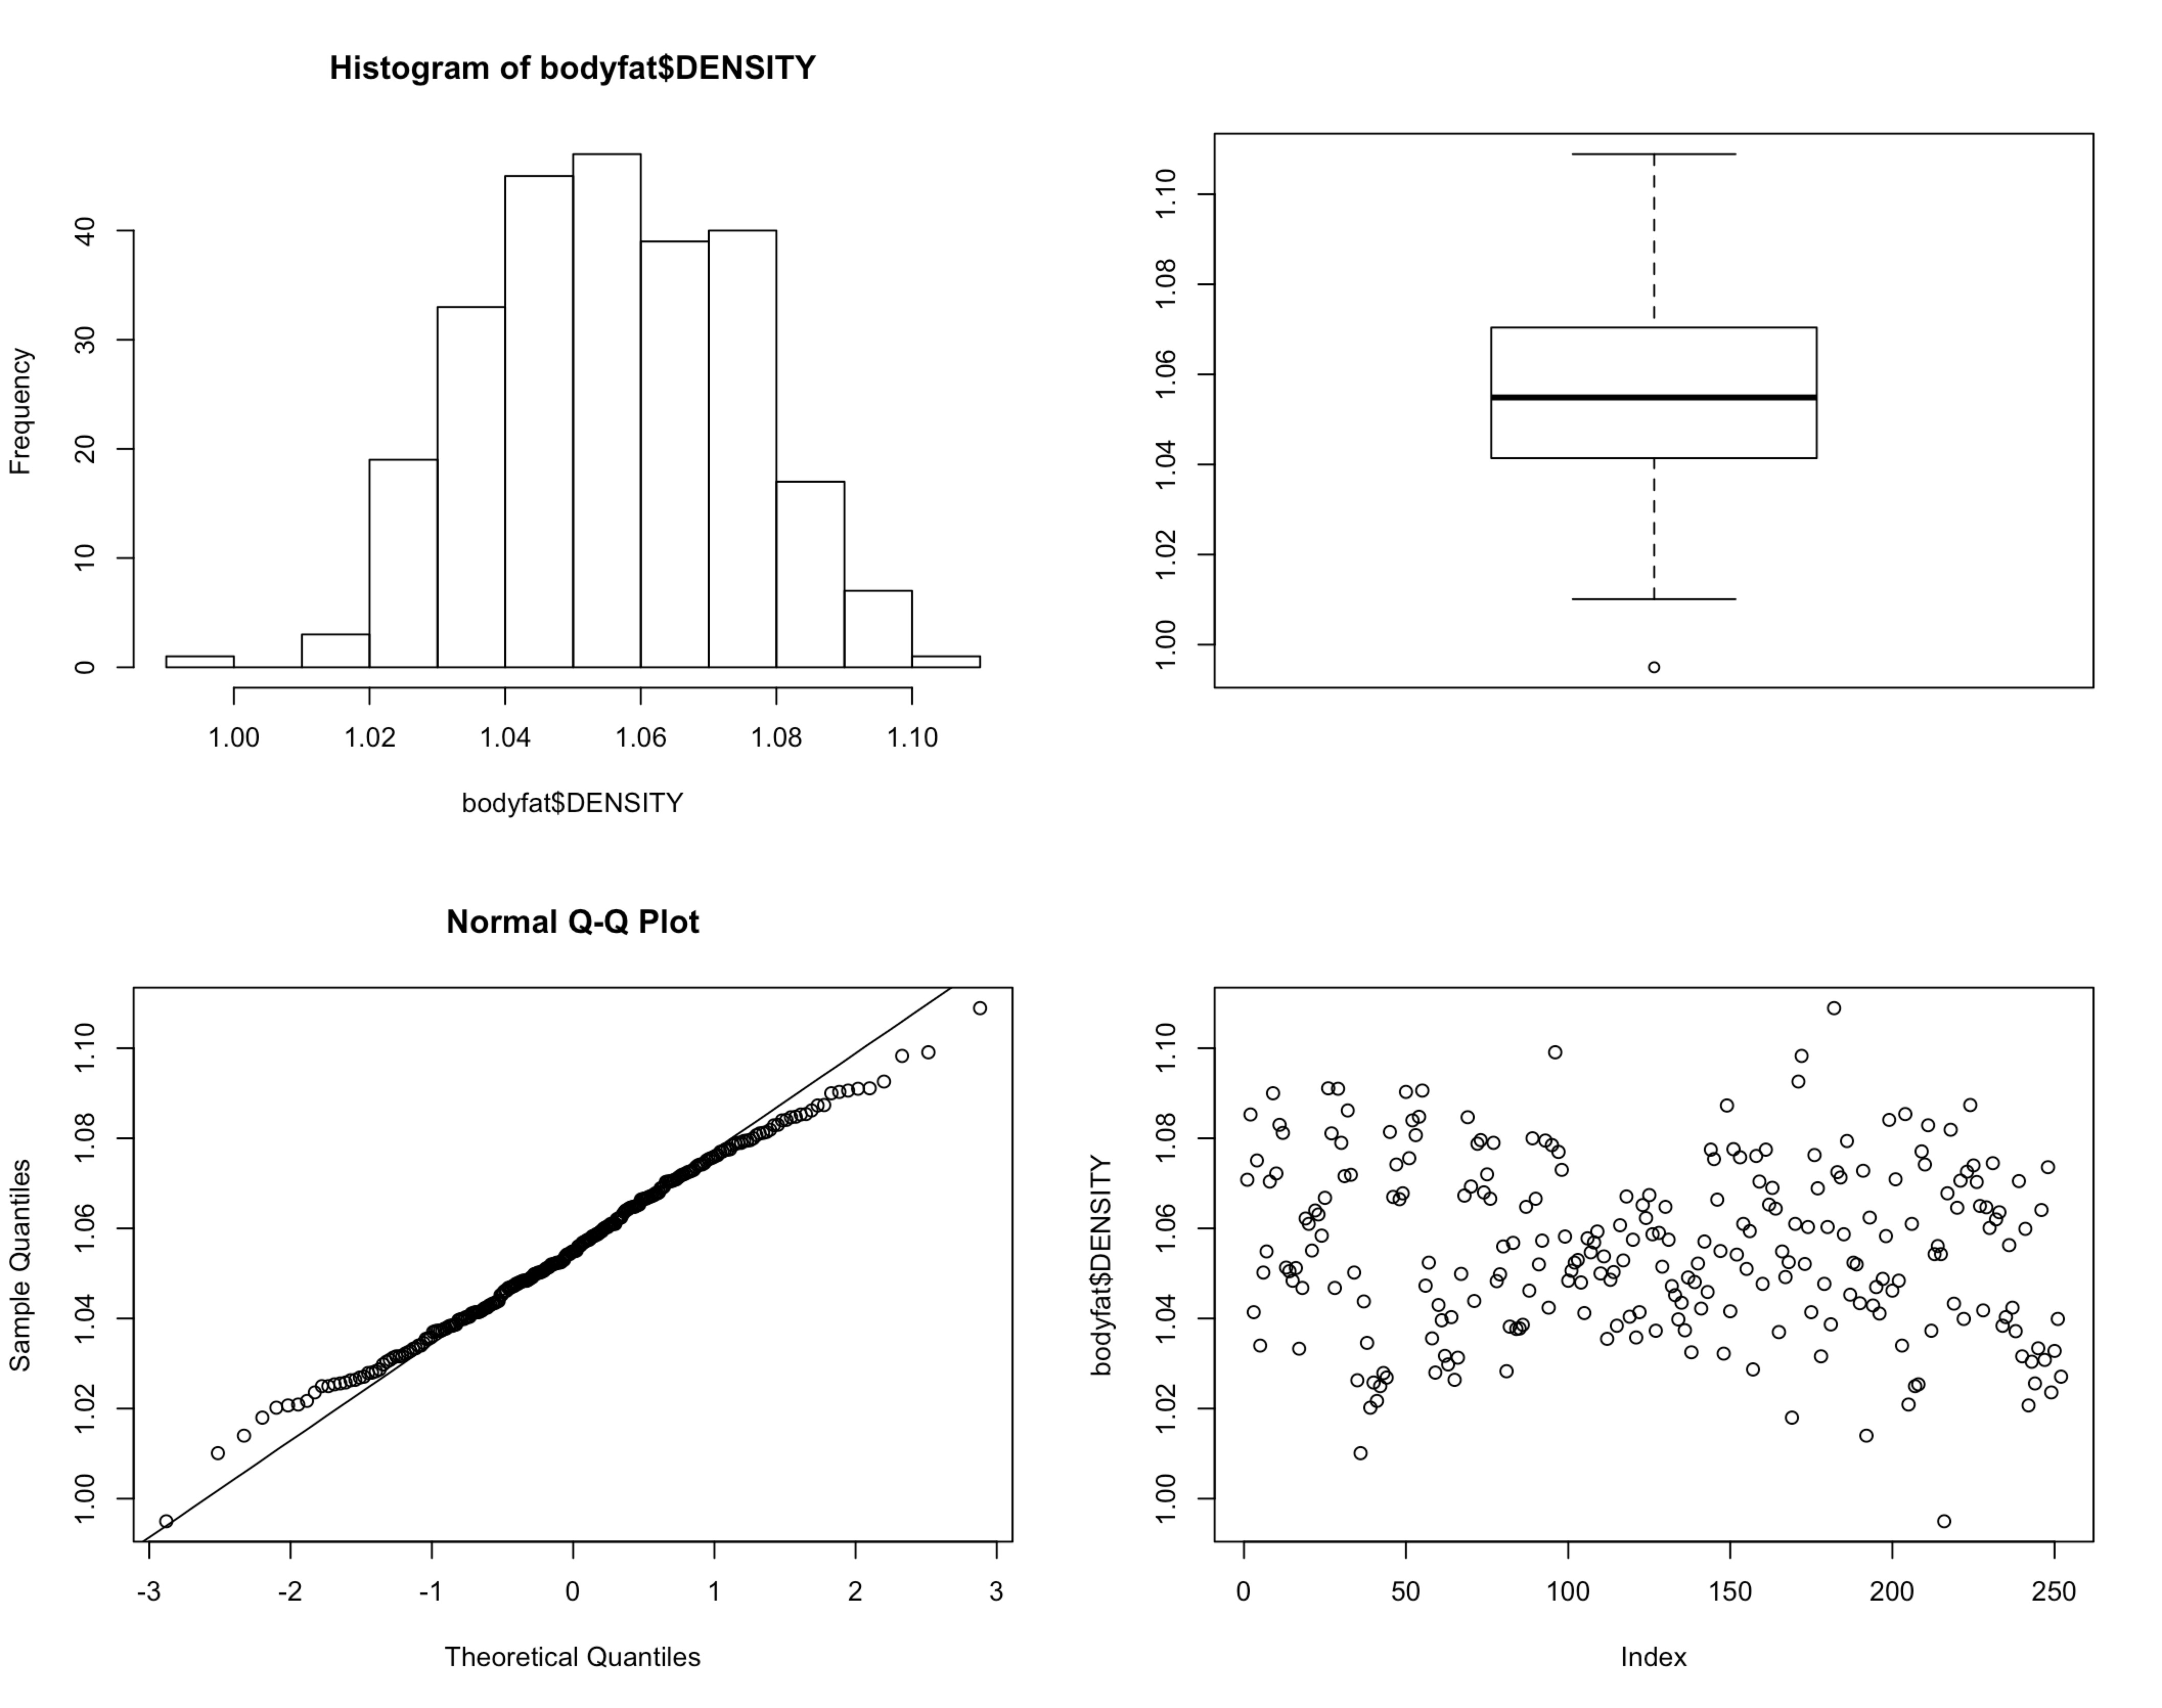 Histogram of bodyfat$DENSITY
Frequency
0 10 20 30 40
1.00 1.02 1.04 1.06 1.08 1.10
bodyfat$DENSITY
1.00 1.02 1.04 1.06 1.08 1.10
Normal Q-Q Plot
Sample Quantiles
1.00 1.02 1.04 1.06 1.08 1.10
-3 -2 -1 0 1 2 3
Theoretical Quantiles
bodyfat$DENSITY
1.00 1.02 1.04 1.06 1.08 1.10
0 50 100 150 200 250
Index